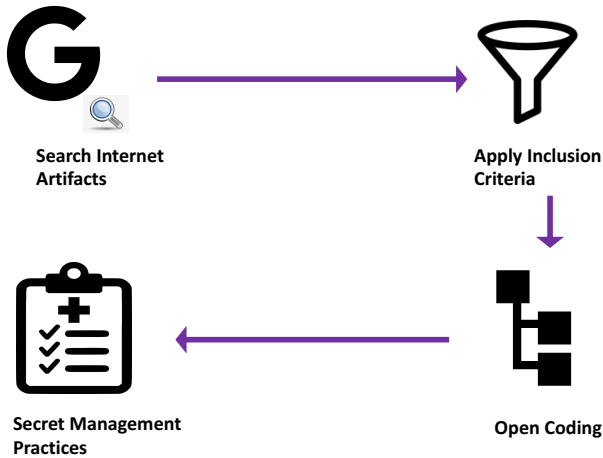 G
Search Internet
Artifacts
Apply Inclusion
Criteria
Secret Management
Practices
Open Coding